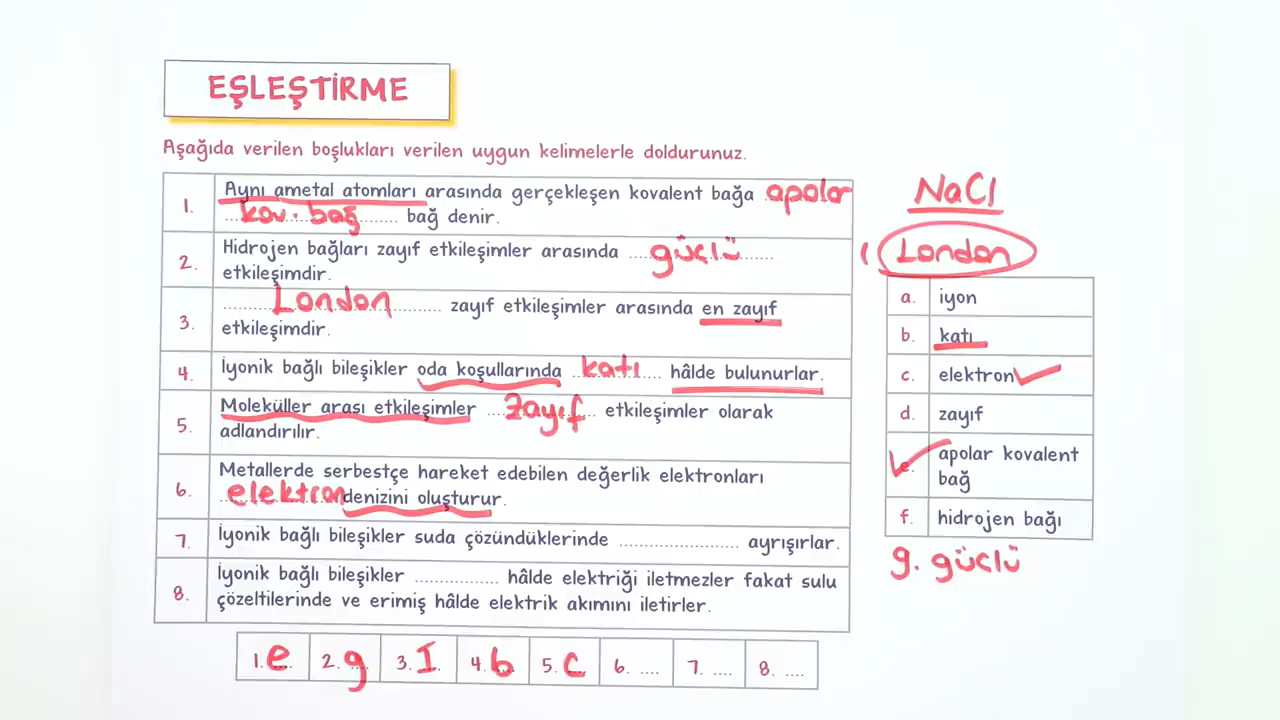 EŞLEŞTİRME
Aşağıda verilen boşlukları verilen uygun kelimelerle doldurunuz.
1. Aynı ametal atomları arasında gerçekleşen kovalent bağa apolar
kov. bağ bağ denir.
2. Hidrojen bağları zayıf etkileşimler arasında güçlü
etkileşimdir.
3. London zayıf etkileşimler arasında en zayıf
etkileşimdir.
4. İyonik bağlı bileşikler oda koşullarında katı hâlde bulunurlar.
5. Moleküller arası etkileşimler zayıf etkileşimler olarak
adlandırılır.
6. Metallerde serbestçe hareket edebilen değerlik elektronları
elektron denizini oluşturur.
7. İyonik bağlı bileşikler suda çözündüklerinde ................ ayrışırlar.
8. İyonik bağlı bileşikler ............ hâlde elektriği iletmezler fakat sulu
çözeltilerinde ve erimiş hâlde elektrik akımını iletirler.
NaCl
London
a. iyon
b. katı
c. elektron
d. zayıf
e. apolar kovalent
bağ
f. hidrojen bağı
g. güçlü
1. e 2. g 3. I 4. b 5. c 6. .... 7. .... 8. ....